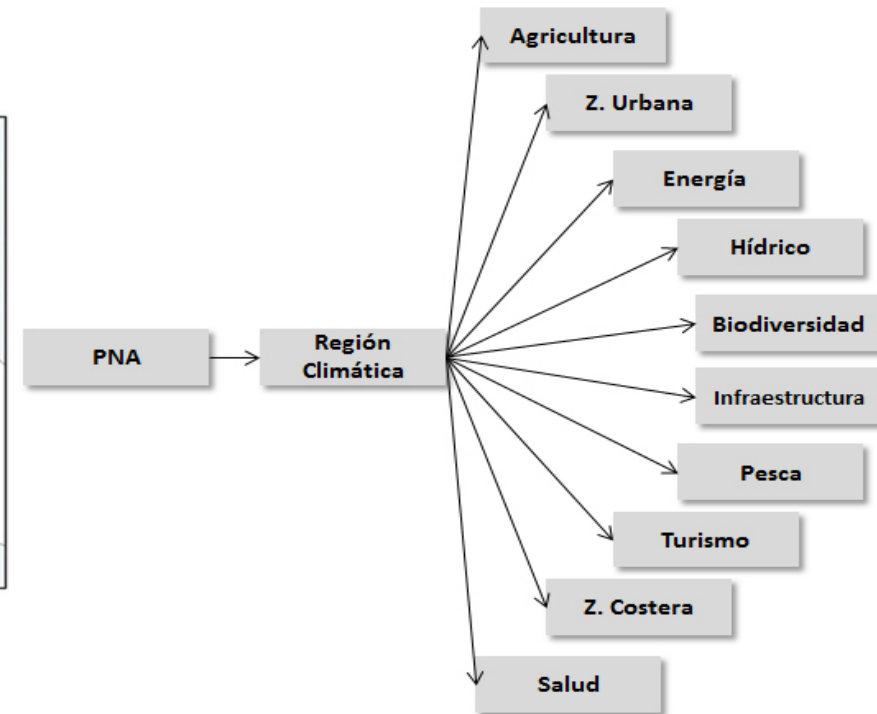 Agricultura
Z. Urbana
Energía
Hídrico
PNA
Región
Climática
Biodiversidad
Infraestructura
Pesca
Turismo
Z. Costera
Salud